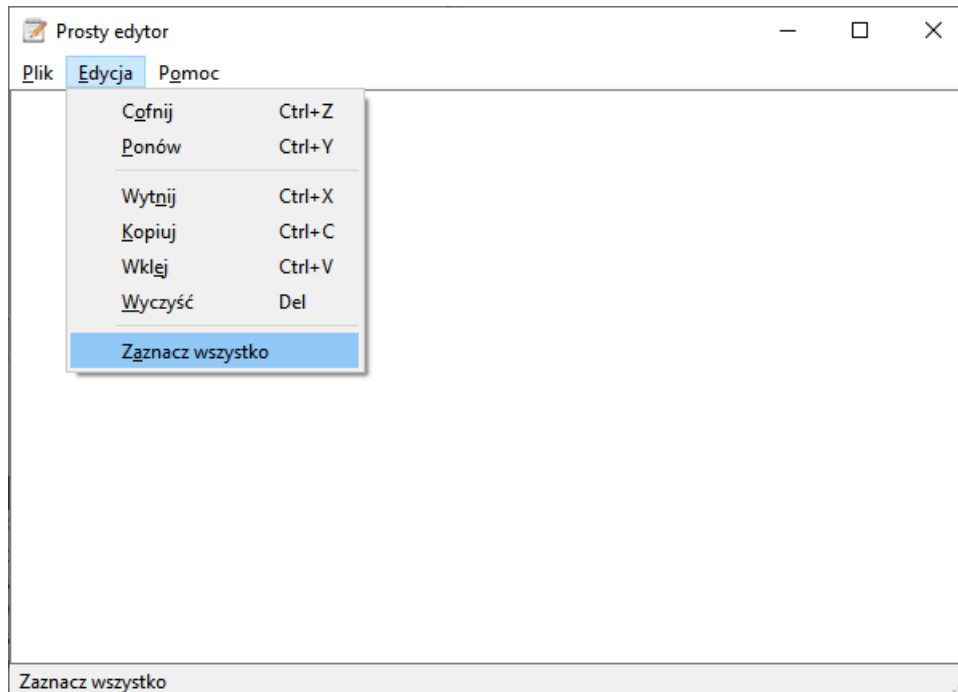 Prosty edytor
Plik Edycja Pomoc
Cofnij Ctrl+Z
Ponów Ctrl+Y
Wytnij Ctrl+X
Kopiuj Ctrl+C
Wklej Ctrl+V
Wyczyść Del
Zaznacz wszystko
Zaznacz wszystko